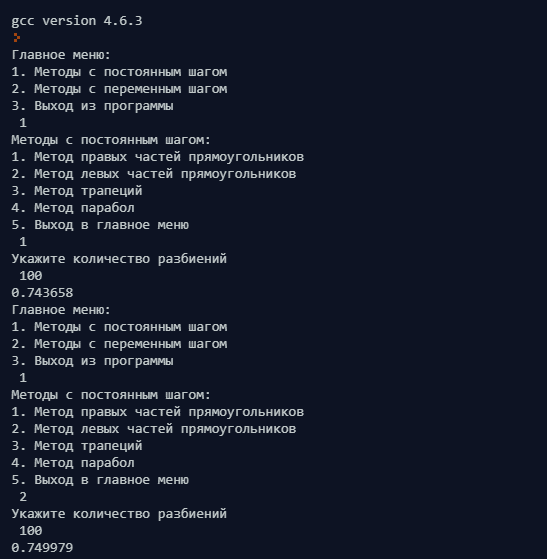 gcc version 4.6.3
Главное меню:
1. Методы с постоянным шагом
2. Методы с переменным шагом
3. Выход из программы
1
Методы с постоянным шагом:
1. Метод правых частей прямоугольников
2. Метод левых частей прямоугольников
3. Метод трапеций
4. Метод парабол
5. Выход в главное меню
1
Укажите количество разбиений
100
0.743658
Главное меню:
1. Методы с постоянным шагом
2. Методы с переменным шагом
3. Выход из программы
1
Методы с постоянным шагом:
1. Метод правых частей прямоугольников
2. Метод левых частей прямоугольников
3. Метод трапеций
4. Метод парабол
5. Выход в главное меню
2
Укажите количество разбиений
100
0.749979